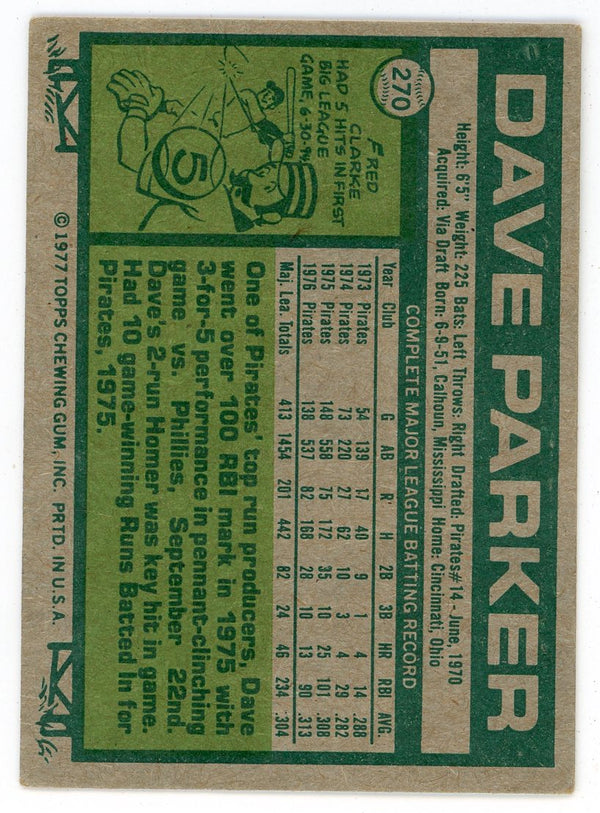 270
DAVE PARKER
Height: 6'5" Weight: 225 Bats: Left Throws: Right Drafted: Pirates #14 - June, 1970
Acquired: Via Draft Born: 6-9-51, Calhoun, Mississippi Home: Cincinnati, Ohio
COMPLETE MAJOR LEAGUE BATTING RECORD
Year Club G AB R H 2B 3B HR RBI AVG.
1973 Pirates 54 139 17 40 9 1 4 14 .288
1974 Pirates 73 220 27 62 10 3 4 29 .282
1975 Pirates 148 558 75 172 35 10 25 101 .308
1976 Pirates 138 537 82 168 28 10 13 90 .313
Maj. Lea. Totals 413 1454 201 442 82 24 46 234 .304
FRED
CLARKE
HAD 5 HITS IN FIRST
BIG LEAGUE
GAME, 6-30-94
5
One of Pirates' top run producers, Dave
went over 100 RBI mark in 1975 with
3-for-5 performance in pennant-clinching
game vs. Phillies, September 22nd.
Dave's 2-run Homer was key hit in game.
Had 10 game-winning Runs Batted In for
Pirates, 1975.
© 1977 TOPPS CHEWING GUM, INC. PRTD. IN U.S.A.